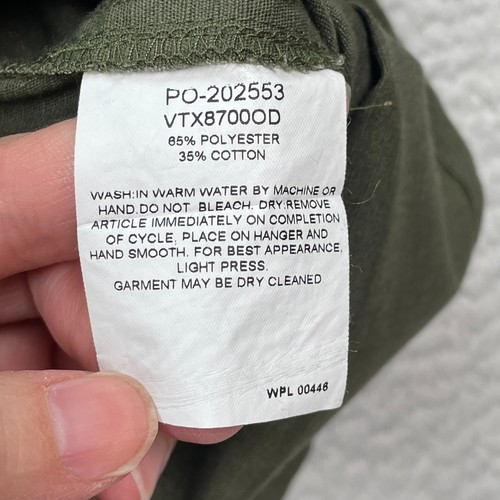 PO-202553
VTX8700OD
65% POLYESTER
35% COTTON
WASH:IN WARM WATER BY MACHINE OR
HAND.DO NOT BLEACH. DRY:REMOVE
ARTICLE IMMEDIATELY ON COMPLETION
OF CYCLE. PLACE ON HANGER AND
HAND SMOOTH. FOR BEST APPEARANCE,
LIGHT PRESS.
GARMENT MAY BE DRY CLEANED
WPL 00446